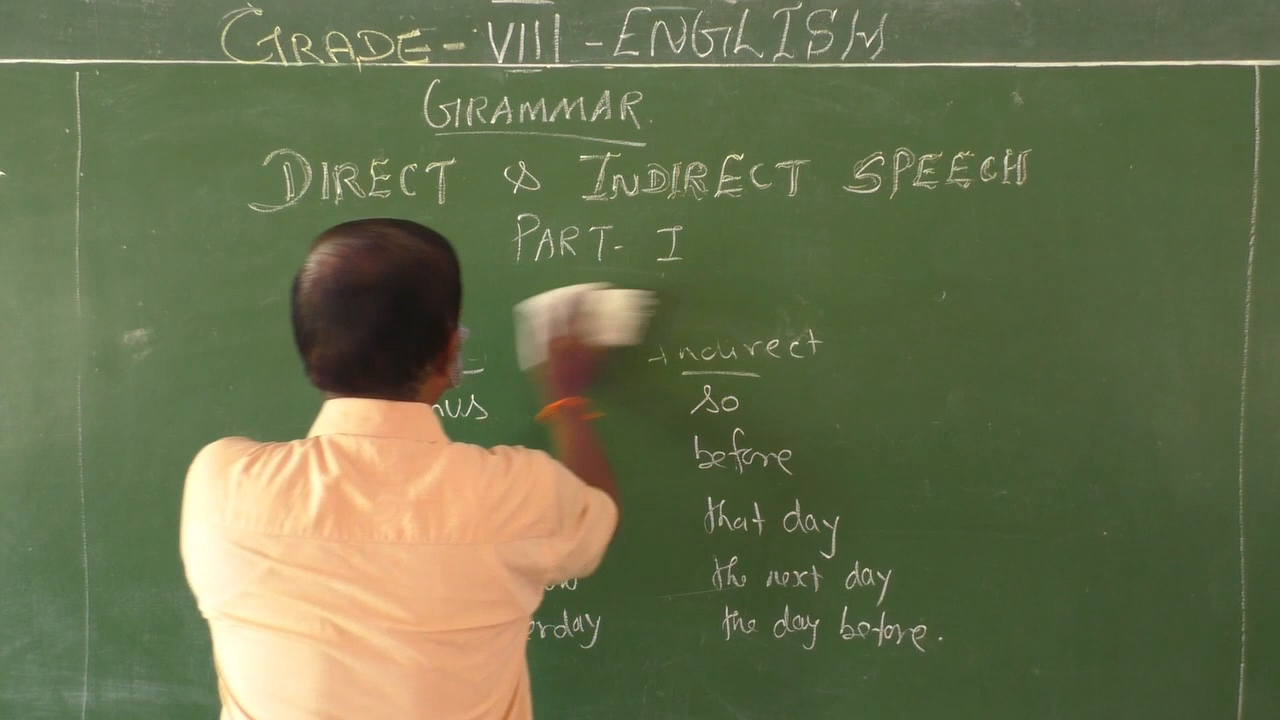 GRADE - VIII - ENGLISH
GRAMMAR.
DIRECT & INDIRECT SPEECH
PART - I
Indirect
so
before
that day
the next day
the day before.